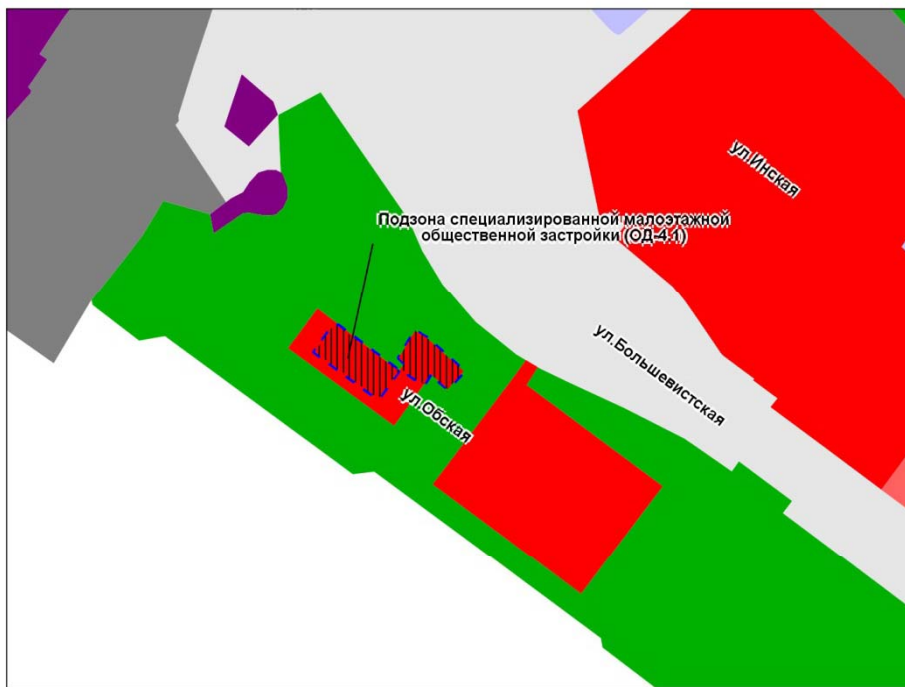 ул.Инская
Подзона специализированной малоэтажной
общественной застройки (ОД-4.1)
ул.Большевистская
ул.Обская